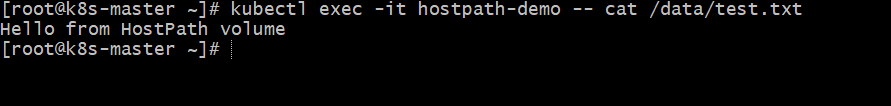 [root@k8s-master ~]# kubectl exec -it hostpath-demo -- cat /data/test.txt
Hello from HostPath volume
[root@k8s-master ~]#